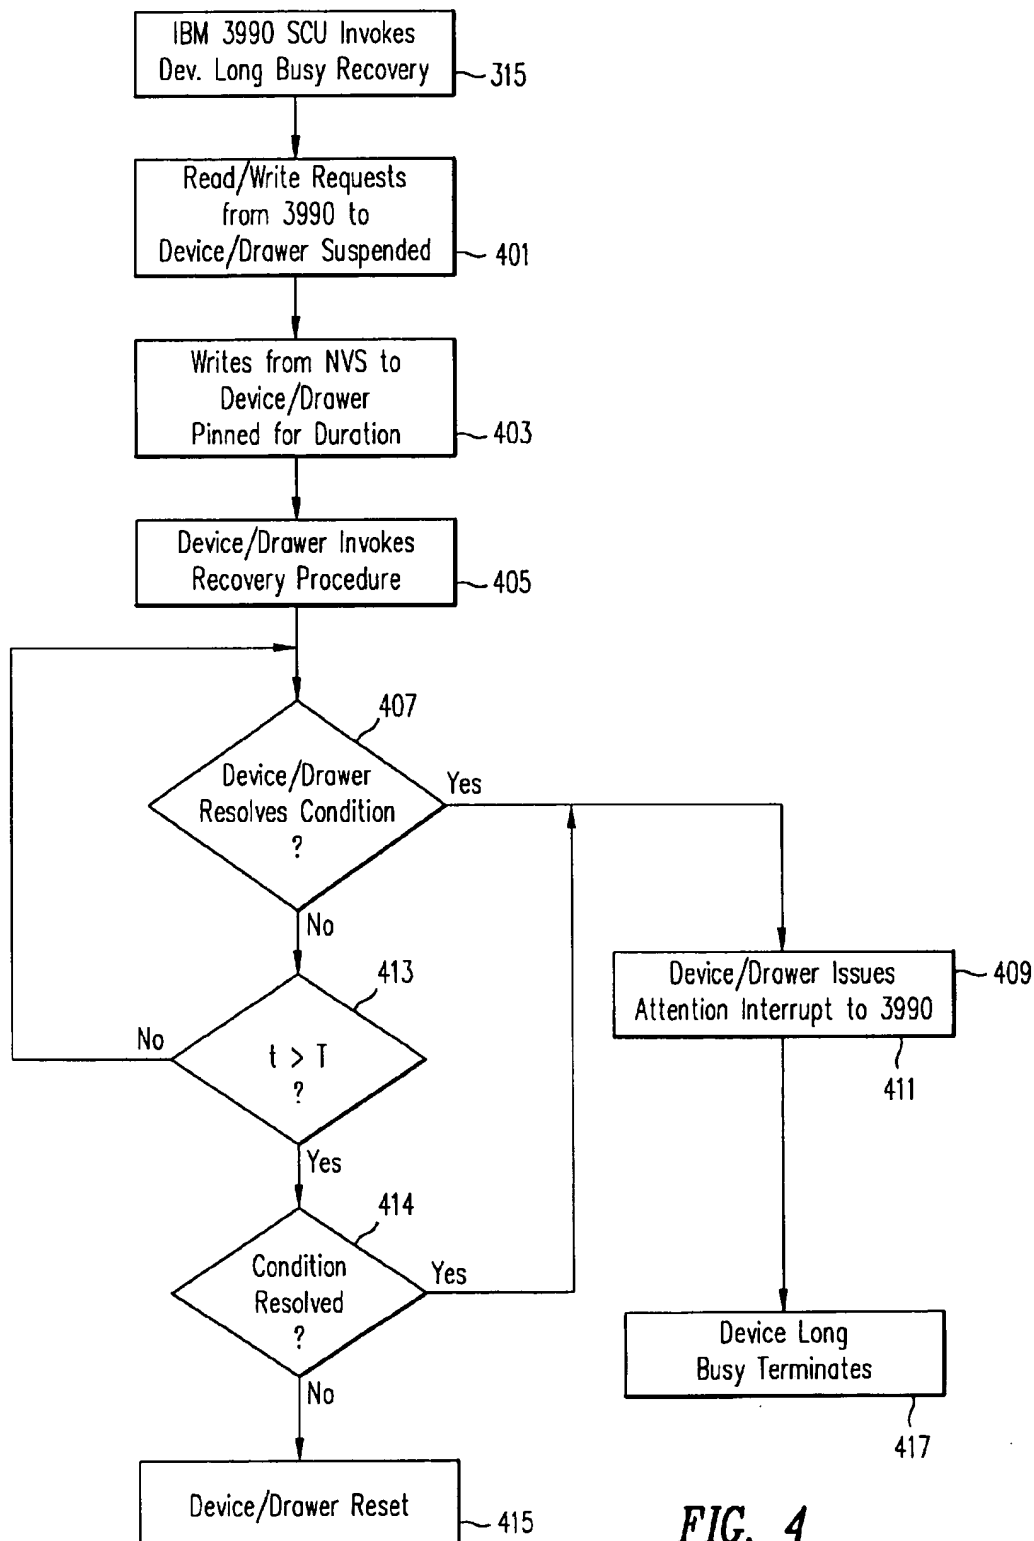 IBM 3990 SCU Invokes
Dev. Long Busy Recovery
315
Read/Write Requests
from 3990 to
Device/Drawer Suspended
401
Writes from NVS to
Device/Drawer
Pinned for Duration
403
Device/Drawer Invokes
Recovery Procedure
405
407
Device/Drawer
Resolves Condition
?
Yes
No
413
t > T
?
No
Yes
414
Condition
Resolved
?
Yes
No
Device/Drawer Reset
415
Device/Drawer Issues
Attention Interrupt to 3990
409
411
Device Long
Busy Terminates
417
FIG. 4